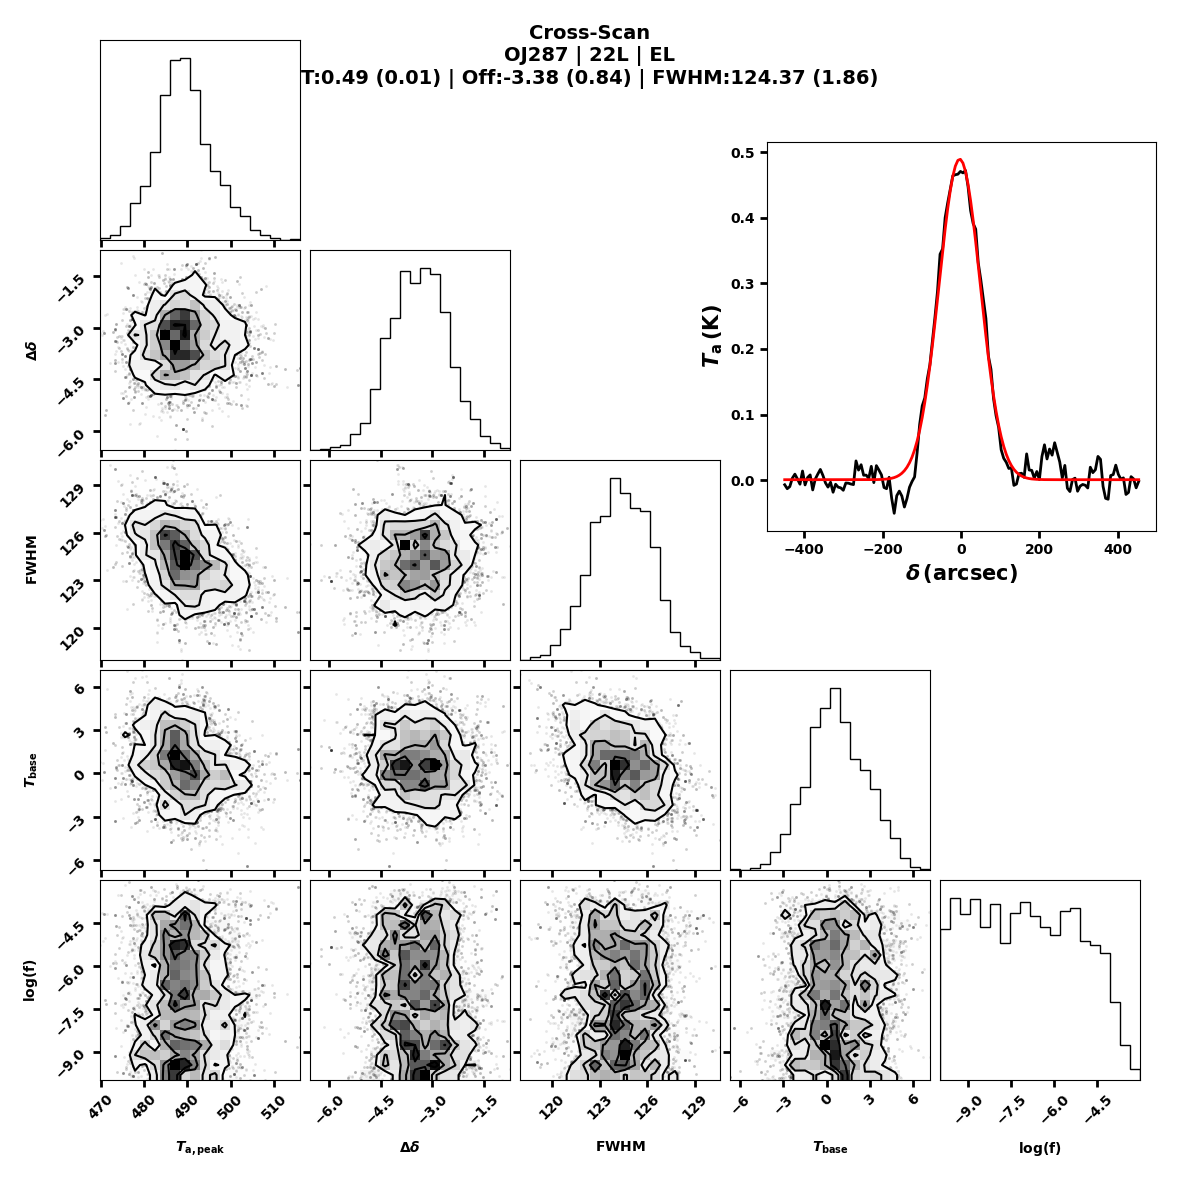 Cross-Scan
OJ287 | 22L | EL
T:0.49 (0.01) | Off:-3.38 (0.84) | FWHM:124.37 (1.86)
0.5
0.4
0.3
0.2
0.1
0.0
Tₐ (K)
−400 −200 0 200 400
δ (arcsec)
−1.5
−3.0
−4.5
−6.0
Δδ
129
126
123
120
FWHM
6
3
0
−3
−6
T_base
−4.5
−6.0
−7.5
−9.0
log(f)
470 480 490 500 510
−6.0 −4.5 −3.0 −1.5
120 123 126 129
−6 −3 0 3 6
−9.0 −7.5 −6.0 −4.5
T_a,peak
Δδ
FWHM
T_base
log(f)